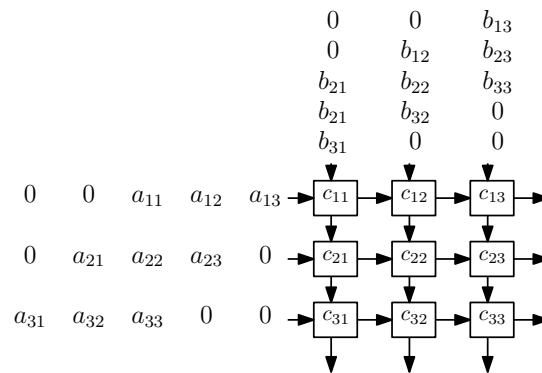 0 0 b₁₃
0 b₁₂ b₂₃
b₂₁ b₂₂ b₃₃
b₂₁ b₃₂ 0
b₃₁ 0 0
0 0 a₁₁ a₁₂ a₁₃ c₁₁ c₁₂ c₁₃
0 a₂₁ a₂₂ a₂₃ 0 c₂₁ c₂₂ c₂₃
a₃₁ a₃₂ a₃₃ 0 0 c₃₁ c₃₂ c₃₃